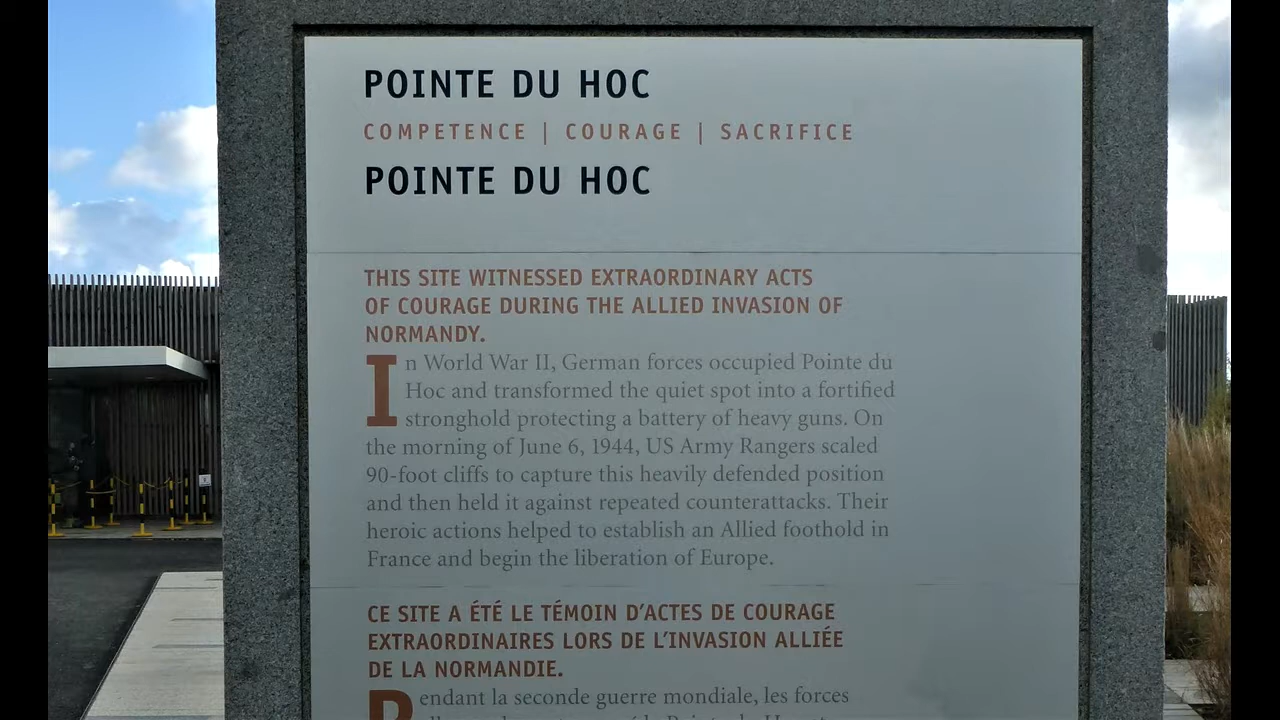 POINTE DU HOC
COMPETENCE | COURAGE | SACRIFICE
POINTE DU HOC
THIS SITE WITNESSED EXTRAORDINARY ACTS
OF COURAGE DURING THE ALLIED INVASION OF
NORMANDY.
In World War II, German forces occupied Pointe du
Hoc and transformed the quiet spot into a fortified
stronghold protecting a battery of heavy guns. On
the morning of June 6, 1944, US Army Rangers scaled
90-foot cliffs to capture this heavily defended position
and then held it against repeated counterattacks. Their
heroic actions helped to establish an Allied foothold in
France and begin the liberation of Europe.
CE SITE A ÉTÉ LE TÉMOIN D'ACTES DE COURAGE
EXTRAORDINAIRES LORS DE L'INVASION ALLIÉE
DE LA NORMANDIE.
Pendant la seconde guerre mondiale, les forces